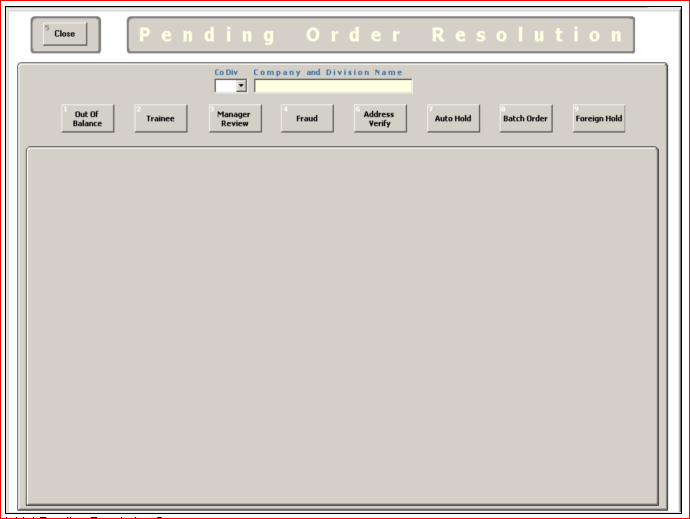 5 Close
Pending Order Resolution
Co Div Company and Division Name
1 Out Of Balance
2 Trainee
3 Manager Review
4 Fraud
6 Address Verify
7 Auto Hold
8 Batch Order
9 Foreign Hold